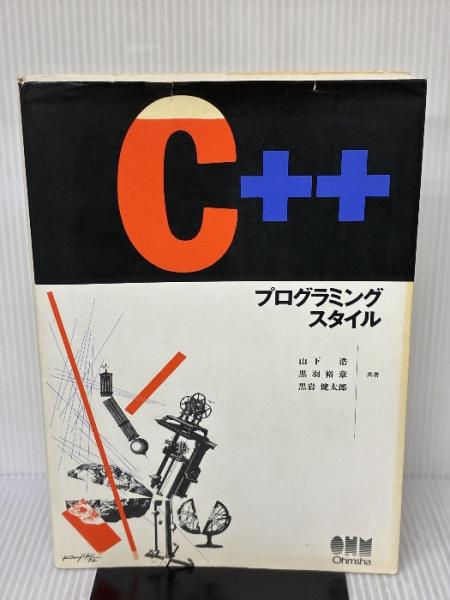 C++
プログラミング
スタイル
山下 浩
黒羽裕章
黒岩健太郎
共著
OHM
Ohmsha